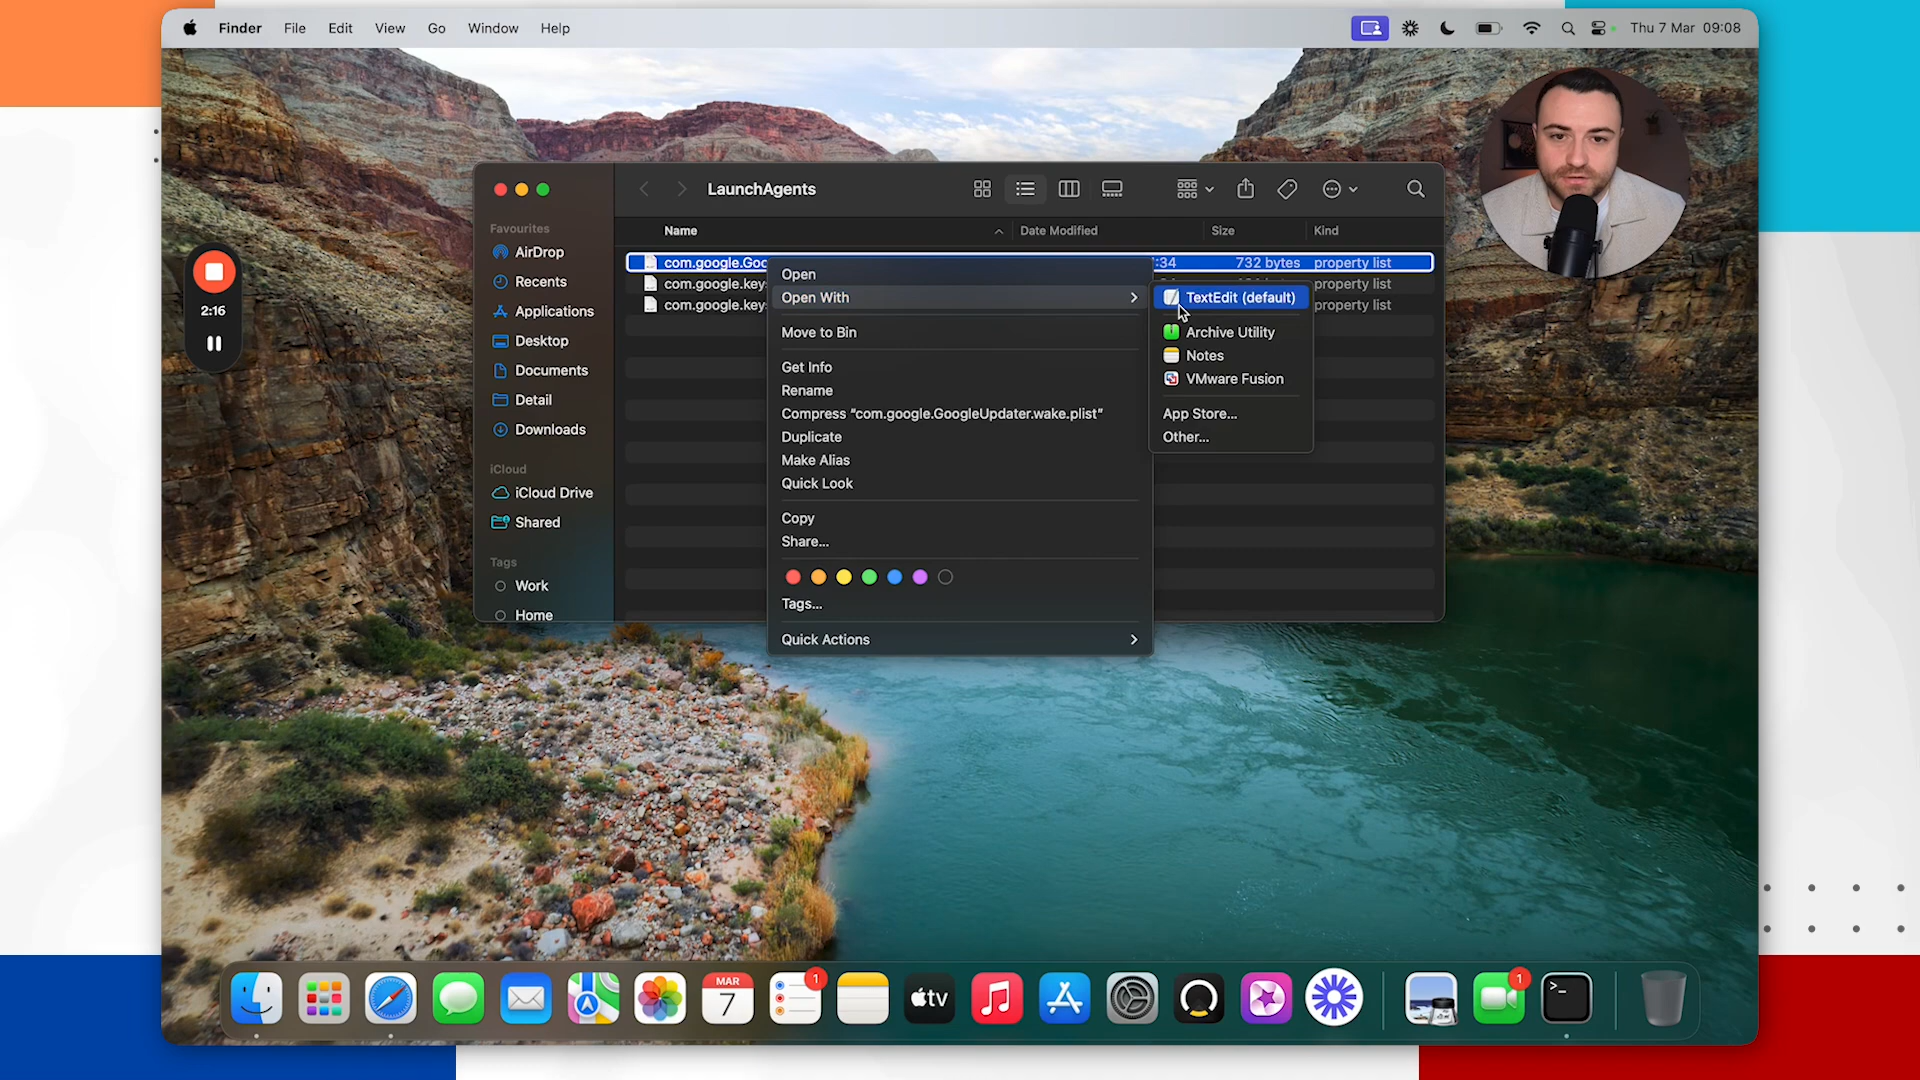 Finder File Edit View Go Window Help Thu 7 Mar 09:08
2:16
LaunchAgents
Favourites
AirDrop
Recents
Applications
Desktop
Documents
Detail
Downloads
iCloud
iCloud Drive
Shared
Tags
Work
Home
Name Date Modified Size Kind
com.google.Goo :34 732 bytes property list
com.google.key property list
com.google.key property list
Open
Open With
Move to Bin
Get Info
Rename
Compress "com.google.GoogleUpdater.wake.plist"
Duplicate
Make Alias
Quick Look
Copy
Share...
Tags...
Quick Actions
TextEdit (default)
Archive Utility
Notes
VMware Fusion
App Store...
Other...
MAR
7
1
tv
1
>_